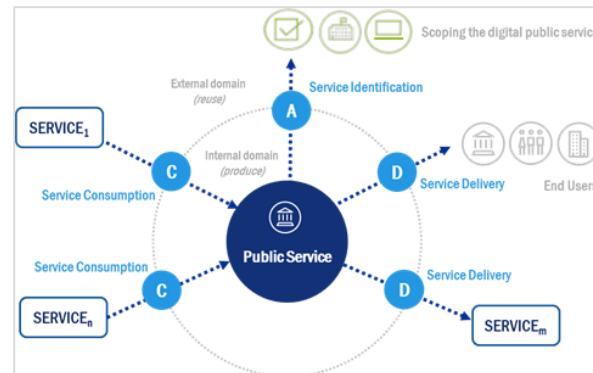 Scoping the digital public servic
External domain
(reuse)
Service Identification
A
SERVICE1
Internal domain
(produce)
C
D
Service Consumption
Service Delivery
End User
Public Service
Service Consumption
Service Delivery
C
D
SERVICEn
SERVICEm